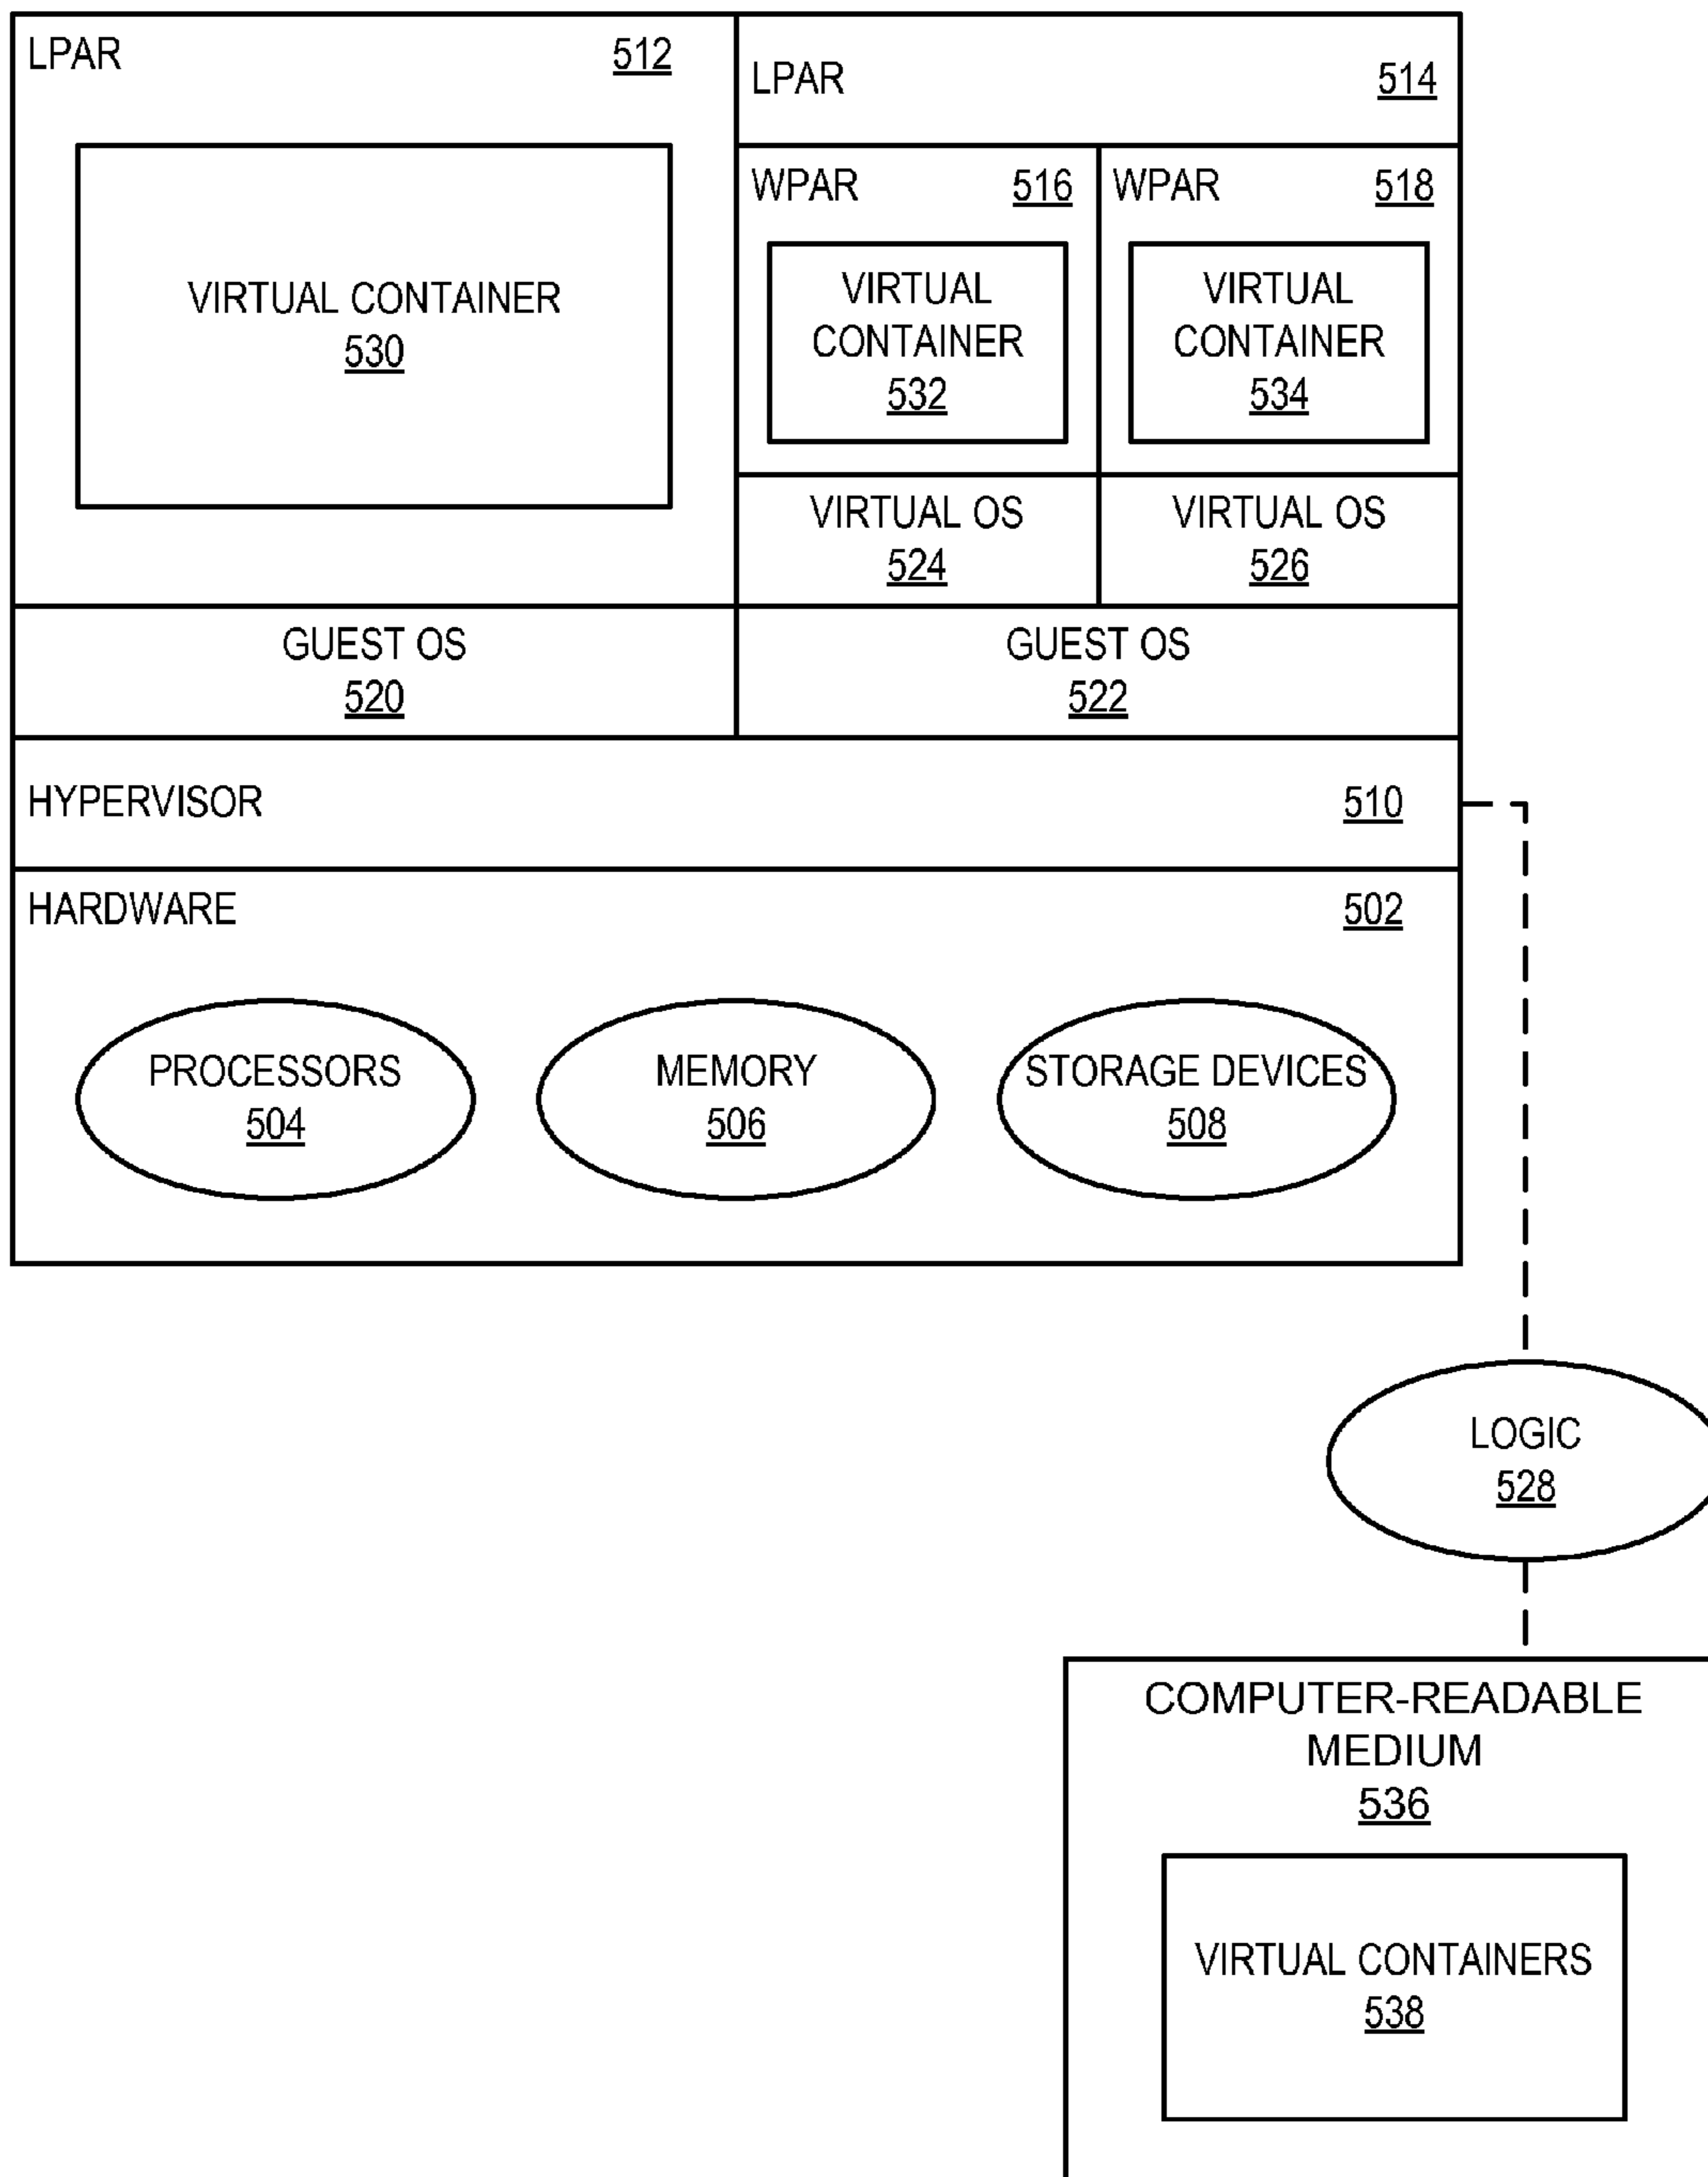 LPAR 512
VIRTUAL CONTAINER
530
LPAR 514
WPAR 516
VIRTUAL
CONTAINER
532
WPAR 518
VIRTUAL
CONTAINER
534
VIRTUAL OS
524
VIRTUAL OS
526
GUEST OS
520
GUEST OS
522
HYPERVISOR 510
HARDWARE 502
PROCESSORS
504
MEMORY
506
STORAGE DEVICES
508
LOGIC
528
COMPUTER-READABLE
MEDIUM
536
VIRTUAL CONTAINERS
538